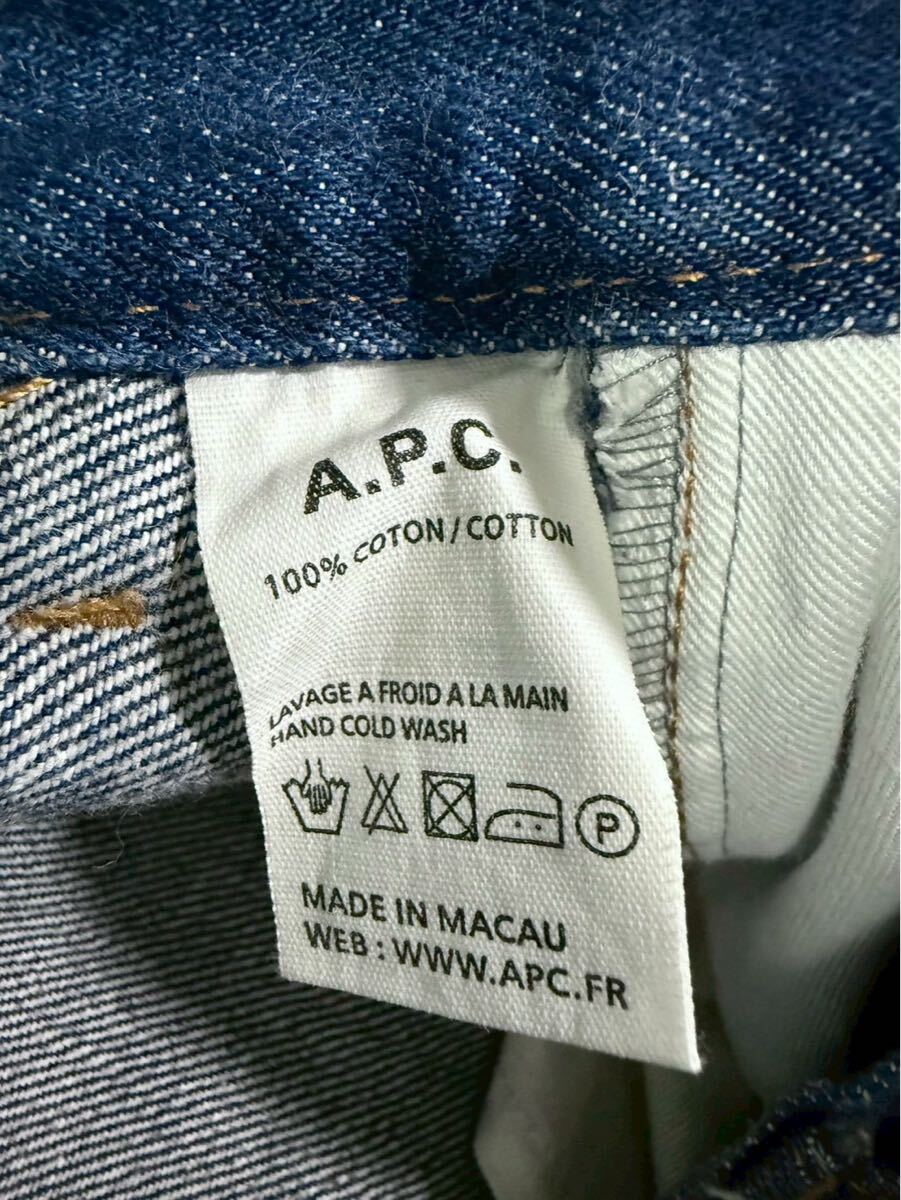 A.P.C.
100% COTON / COTTON
LAVAGE A FROID A LA MAIN
HAND COLD WASH
P
MADE IN MACAU
WEB : WWW.APC.FR